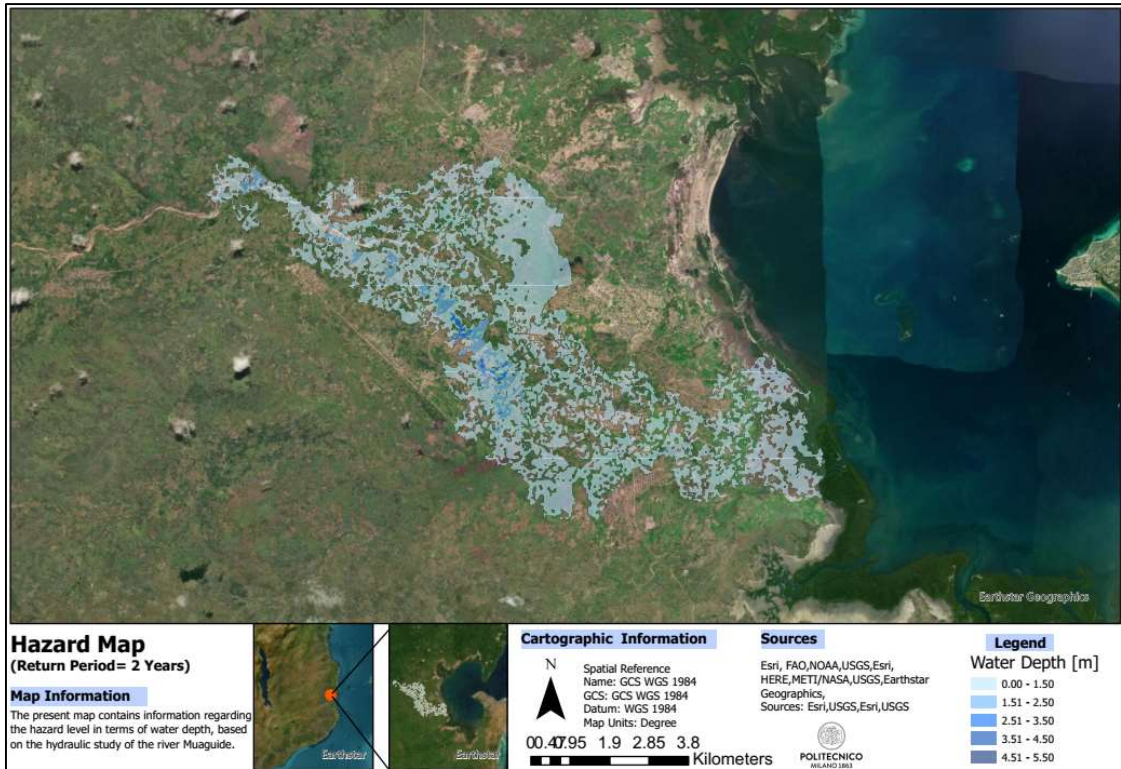 Earthstar Geographics
Hazard Map
(Return Period= 2 Years)
Map Information
The present map contains information regarding
the hazard level in terms of water depth, based
on the hydraulic study of the river Muaguide.
Earthstar
Earthstar
Cartographic Information
N
Spatial Reference
Name: GCS WGS 1984
GCS: GCS WGS 1984
Datum: WGS 1984
Map Units: Degree
00.470.95 1.9 2.85 3.8
Kilometers
Sources
Esri, FAO,NOAA,USGS,Esri,
HERE,METI/NASA,USGS,Earthstar
Geographics,
Sources: Esri,USGS,Esri,USGS
POLITECNICO
MILANO 1863
Legend
Water Depth [m]
0.00 - 1.50
1.51 - 2.50
2.51 - 3.50
3.51 - 4.50
4.51 - 5.50